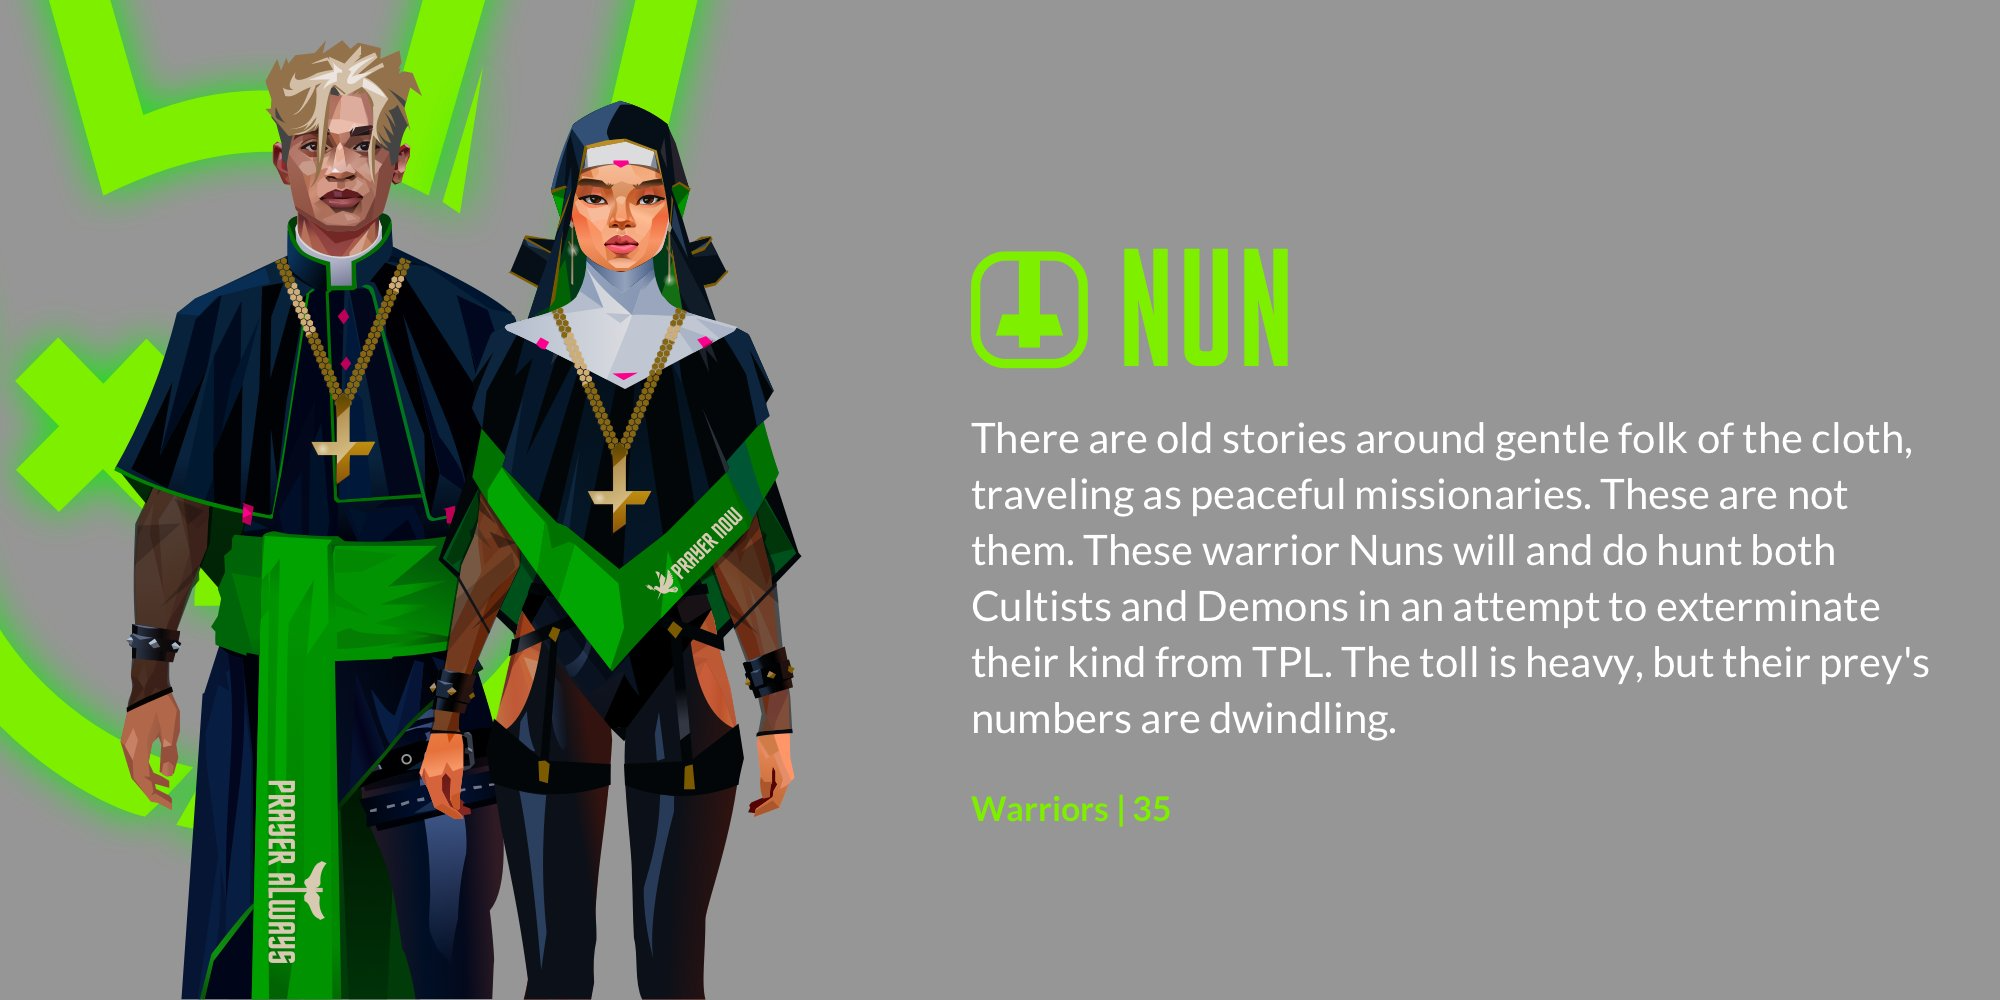 NUN
There are old stories around gentle folk of the cloth,
traveling as peaceful missionaries. These are not
them. These warrior Nuns will and do hunt both
Cultists and Demons in an attempt to exterminate
their kind from TPL. The toll is heavy, but their prey's
numbers are dwindling.
Warriors | 35
PRAYER NOW
PRAYER ALWAYS